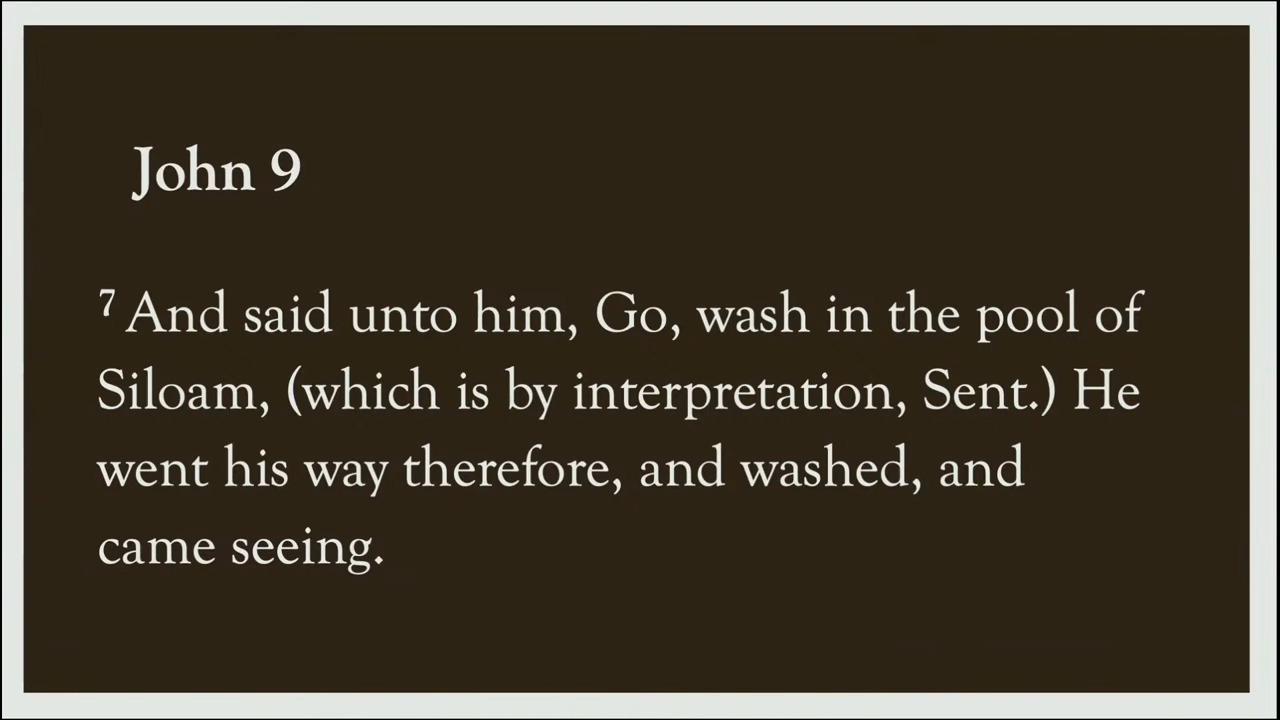 John 9
⁷ And said unto him, Go, wash in the pool of
Siloam, (which is by interpretation, Sent.) He
went his way therefore, and washed, and
came seeing.